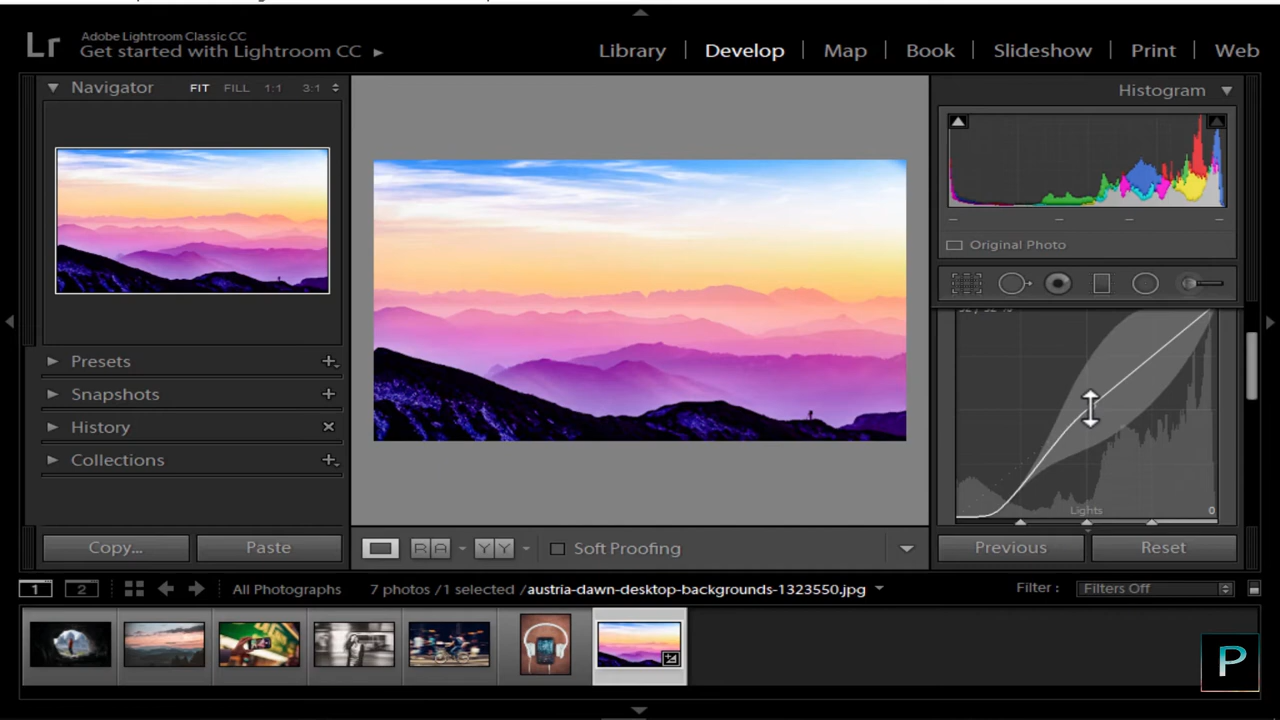 Lr
Adobe Lightroom Classic CC
Get started with Lightroom CC
Library | Develop | Map | Book | Slideshow | Print | Web
Navigator FIT FILL 1:1 3:1
Histogram
Original Photo
Presets
Snapshots
History
Collections
Lights 0
Copy... Paste
R A Y Y Soft Proofing
Previous Reset
1 2 All Photographs 7 photos /1 selected /austria-dawn-desktop-backgrounds-1323550.jpg Filter : Filters Off
P